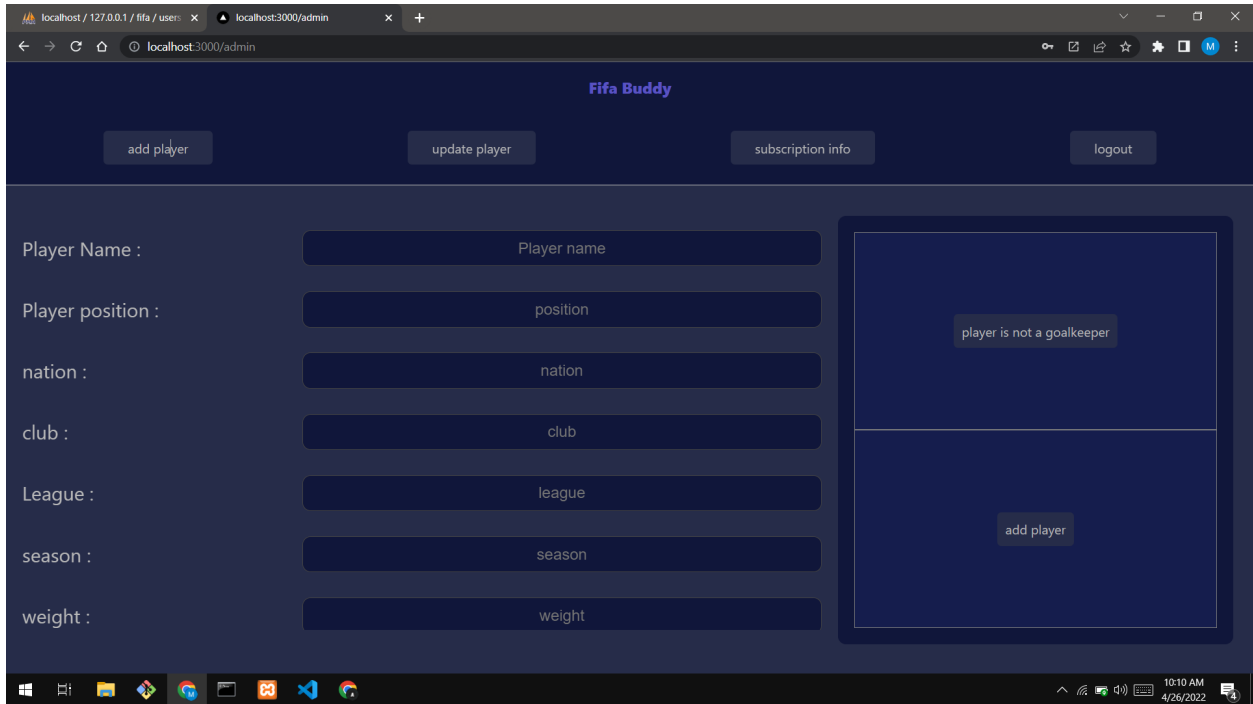 localhost / 127.0.0.1 / fifa / users
localhost:3000/admin
localhost:3000/admin
M
Fifa Buddy
add player
update player
subscription info
logout
Player Name :
Player name
Player position :
position
nation :
nation
club :
club
League :
league
season :
season
weight :
weight
player is not a goalkeeper
add player
10:10 AM
4/26/2022
4